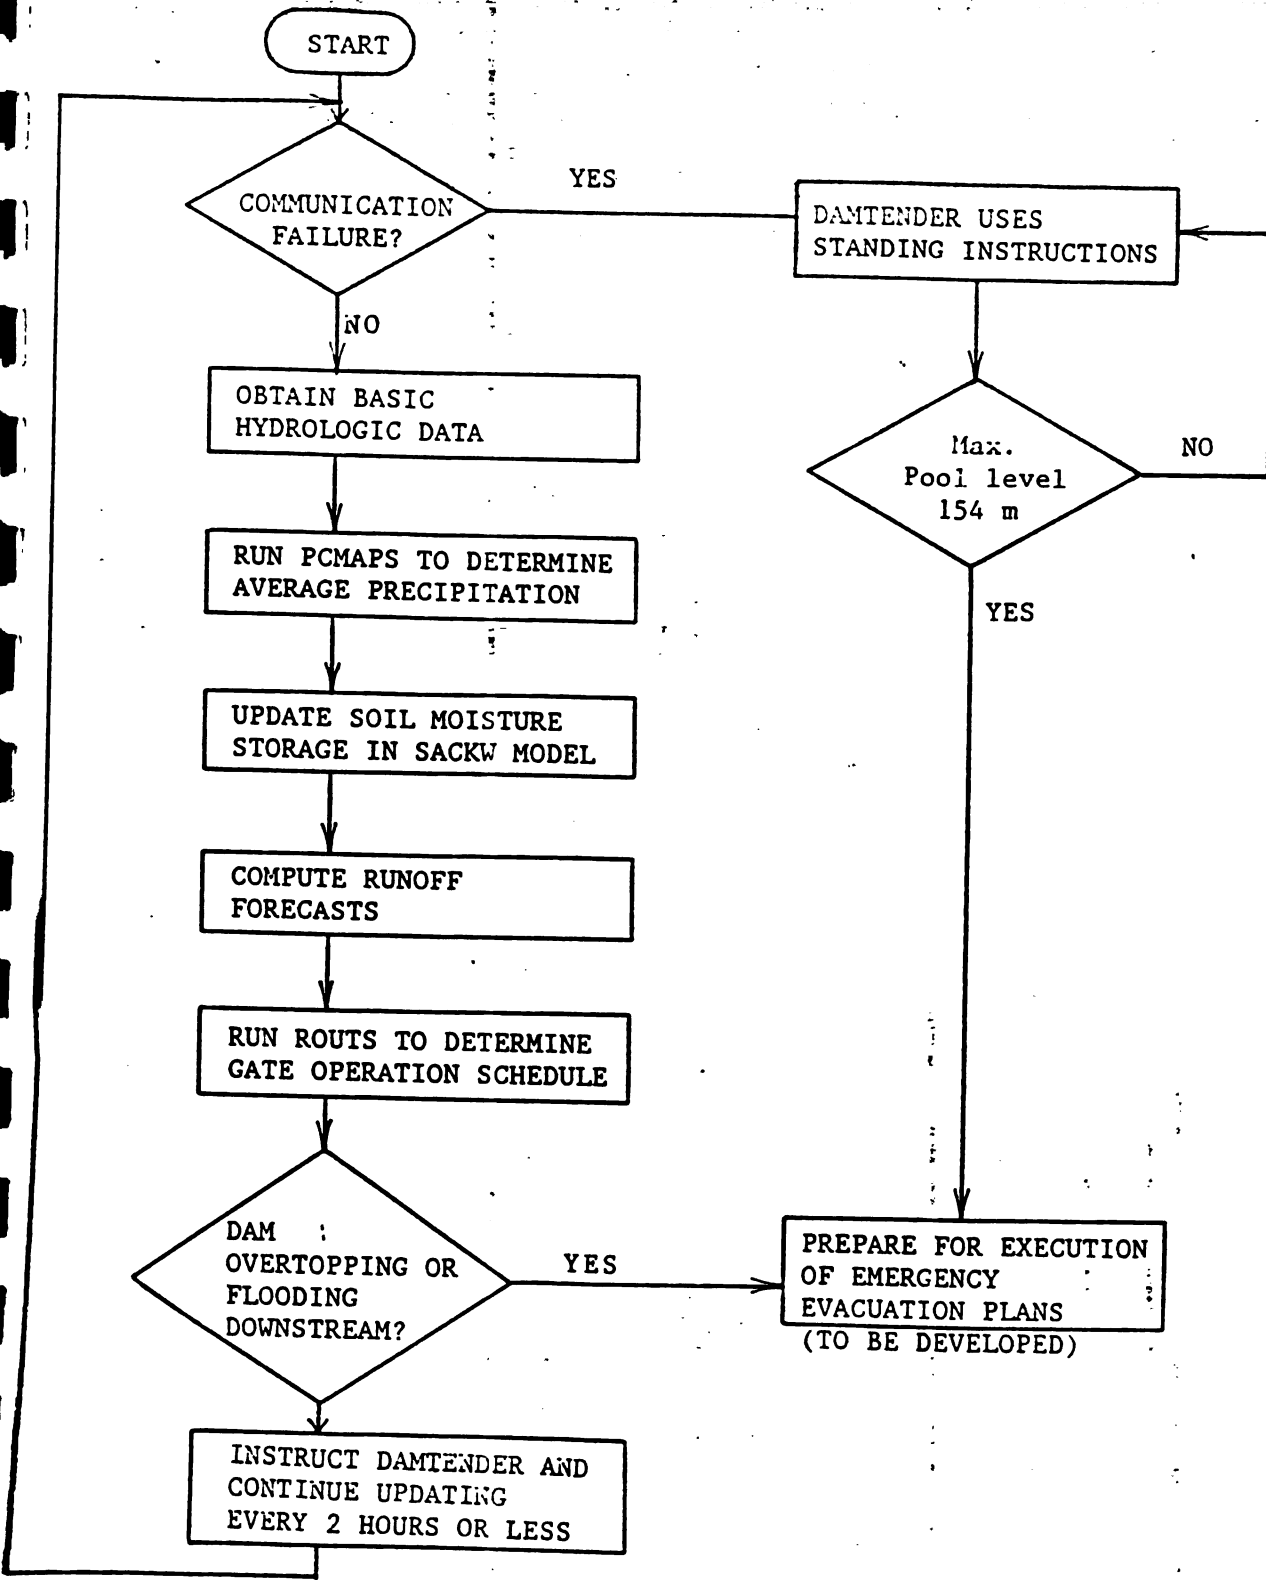 START
COMMUNICATION
FAILURE?
YES
NO
DAMTENDER USES
STANDING INSTRUCTIONS
Max.
Pool level
154 m
NO
YES
OBTAIN BASIC
HYDROLOGIC DATA
RUN PCMAPS TO DETERMINE
AVERAGE PRECIPITATION
UPDATE SOIL MOISTURE
STORAGE IN SACKW MODEL
COMPUTE RUNOFF
FORECASTS
RUN ROUTS TO DETERMINE
GATE OPERATION SCHEDULE
DAM
OVERTOPPING OR
FLOODING
DOWNSTREAM?
YES
PREPARE FOR EXECUTION
OF EMERGENCY
EVACUATION PLANS
(TO BE DEVELOPED)
INSTRUCT DAMTENDER AND
CONTINUE UPDATING
EVERY 2 HOURS OR LESS